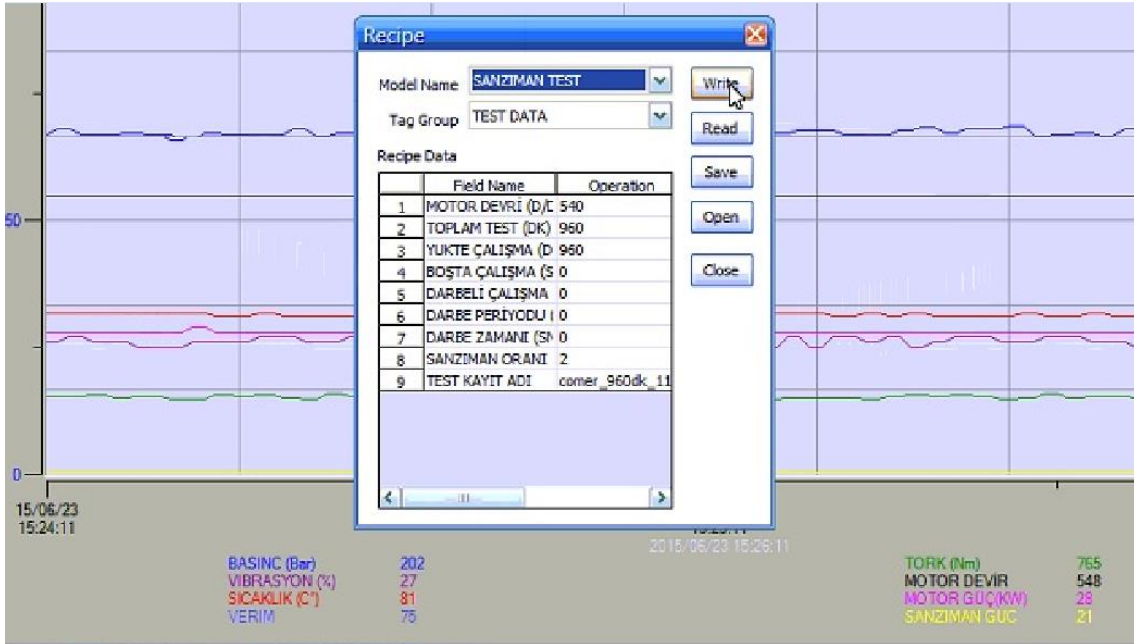 Recipe
Model Name SANZIMAN TEST
Write
Tag Group TEST DATA
Read
Recipe Data
Save
Field Name Operation
1 MOTOR DEVRİ (D/D 540
Open
2 TOPLAM TEST (DK) 960
3 YUKTE ÇALIŞMA (D 960
4 BOŞTA ÇALIŞMA (S 0
Close
5 DARBELİ ÇALIŞMA 0
6 DARBE PERİYODU ( 0
7 DARBE ZAMANI (SN 0
8 SANZIMAN ORANI 2
9 TEST KAYIT ADI comer_960dk_11
50
0
15/06/23
15:24:11
2015/06/23 15:26:11
BASINC (Bar) 202
VIBRASYON (%) 27
SICAKLIK (C°) 81
VERIM 75
TORK (Nm) 765
MOTOR DEVIR 548
MOTOR GÜÇ(KW) 28
SANZIMAN GUC 21